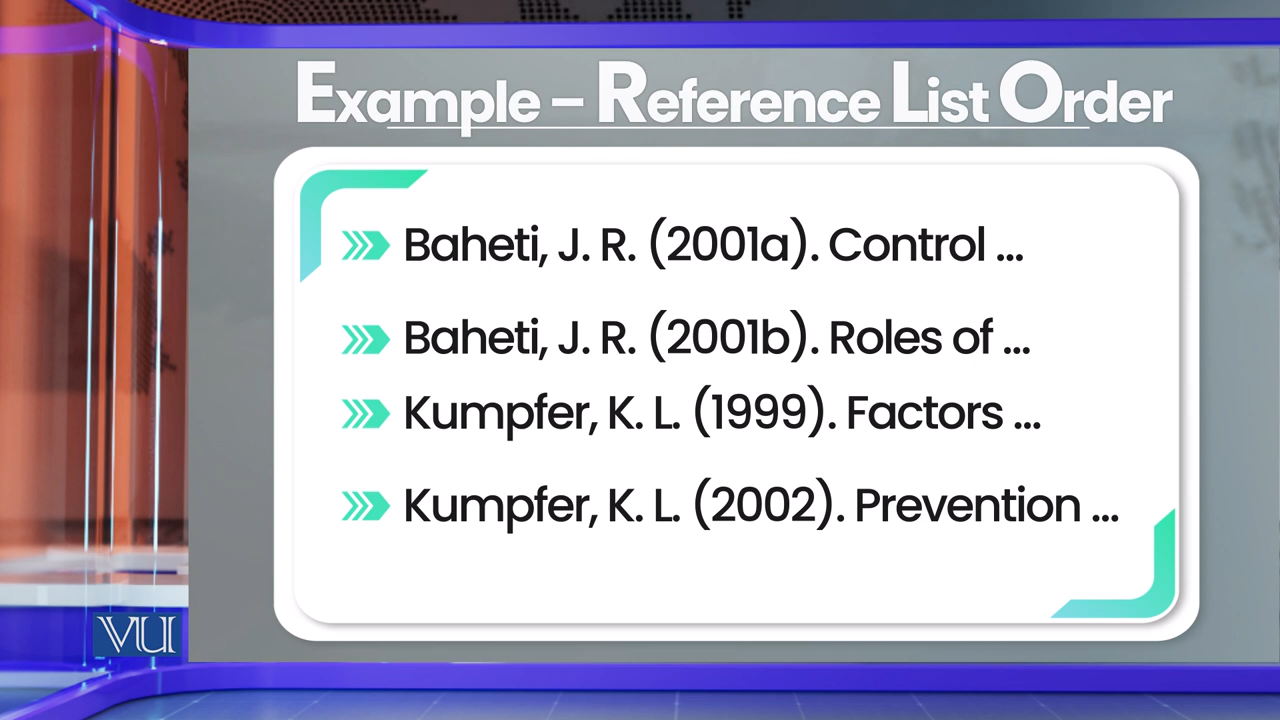 Example – Reference List Order
Baheti, J. R. (2001a). Control ...
Baheti, J. R. (2001b). Roles of ...
Kumpfer, K. L. (1999). Factors ...
Kumpfer, K. L. (2002). Prevention ...
VU